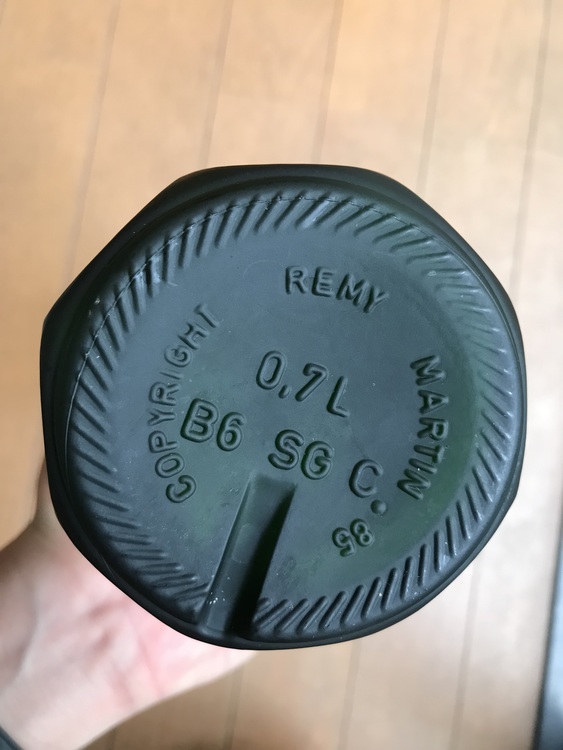 COPYRIGHT REMY MARTIN . 85
0,7L
B6 SG C